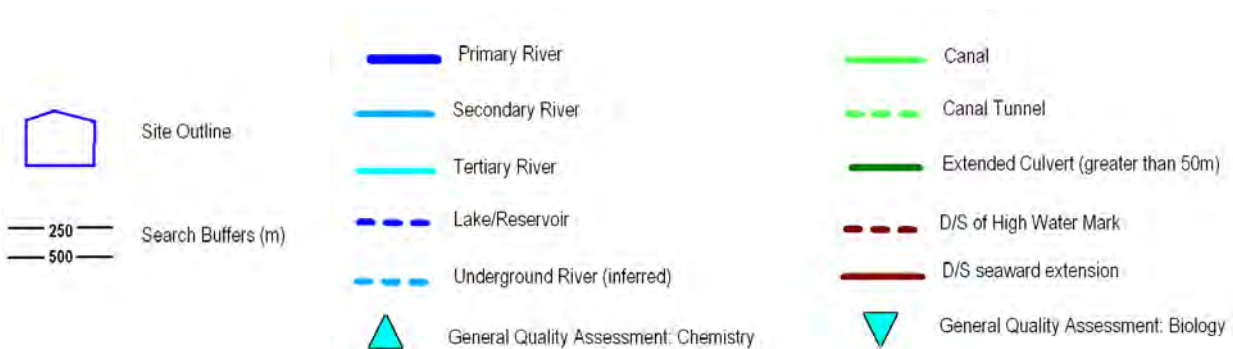 Site Outline
250
500
Search Buffers (m)
Primary River
Secondary River
Tertiary River
Lake/Reservoir
Underground River (inferred)
General Quality Assessment: Chemistry
Canal
Canal Tunnel
Extended Culvert (greater than 50m)
D/S of High Water Mark
D/S seaward extension
General Quality Assessment: Biology